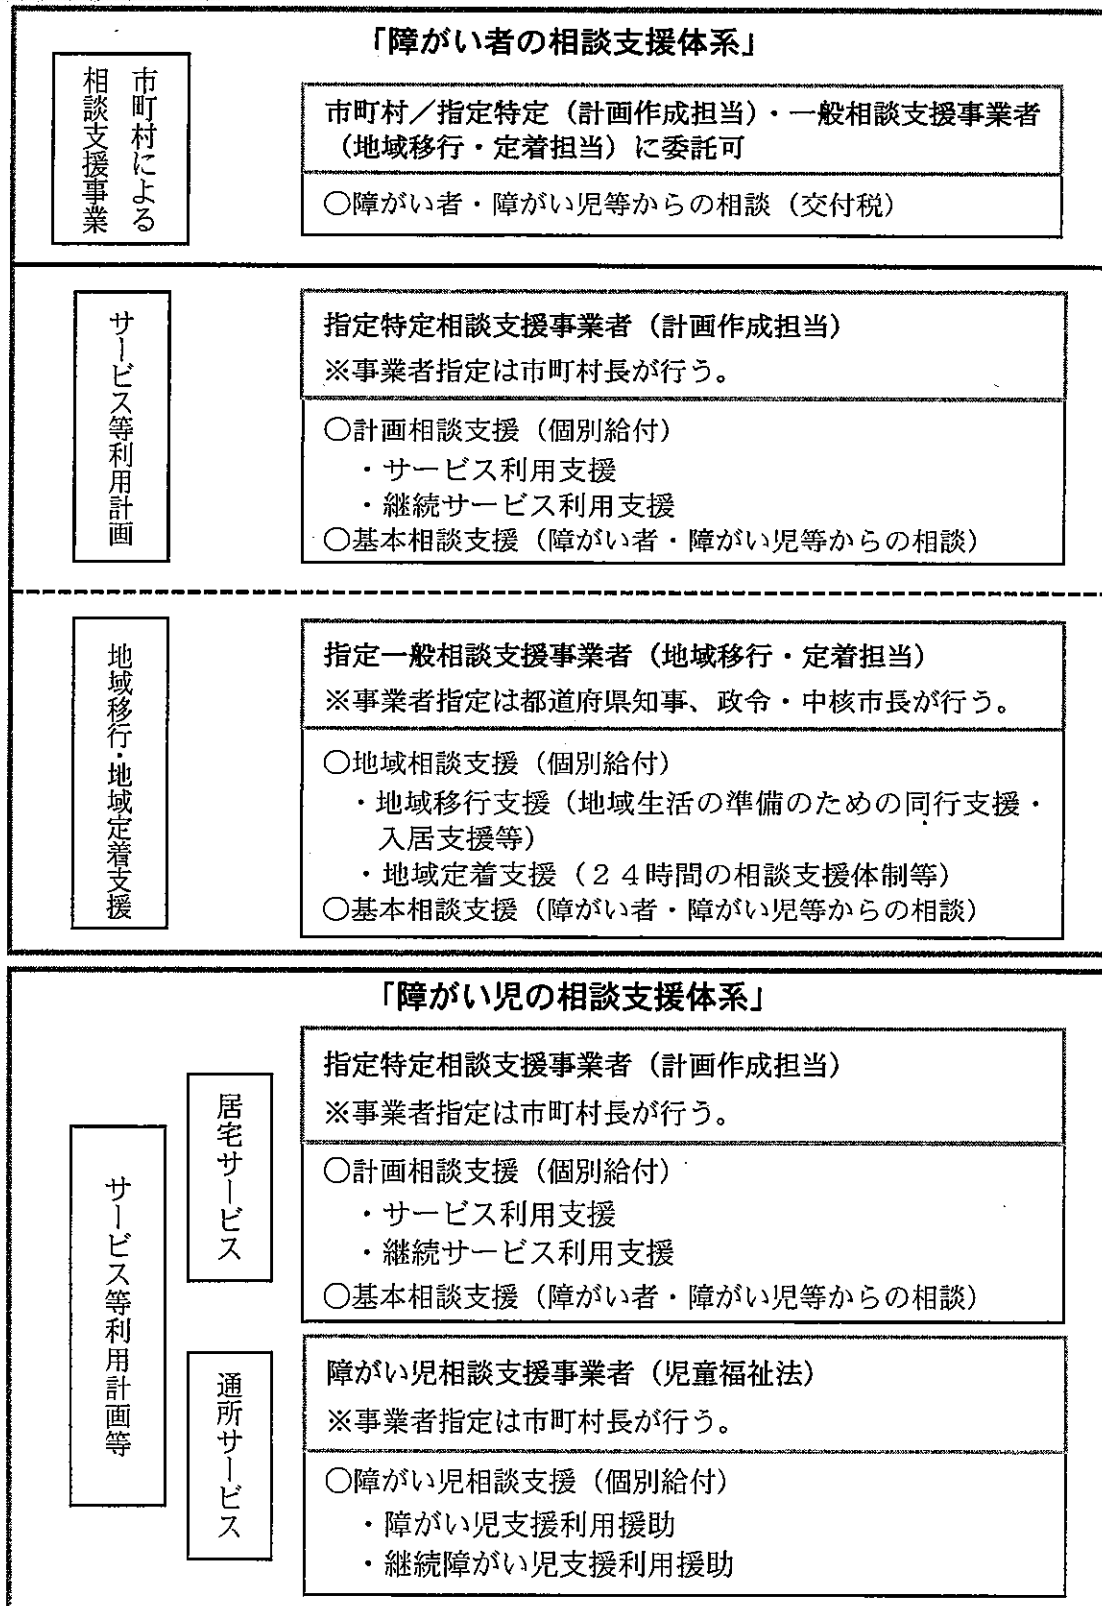 「障がい者の相談支援体系」
市町村による
相談支援事業
市町村／指定特定（計画作成担当）・一般相談支援事業者
（地域移行・定着担当）に委託可
○障がい者・障がい児等からの相談（交付税）
サービス等利用計画
指定特定相談支援事業者（計画作成担当）
※事業者指定は市町村長が行う。
○計画相談支援（個別給付）
・サービス利用支援
・継続サービス利用支援
○基本相談支援（障がい者・障がい児等からの相談）
地域移行・地域定着支援
指定一般相談支援事業者（地域移行・定着担当）
※事業者指定は都道府県知事、政令・中核市長が行う。
○地域相談支援（個別給付）
・地域移行支援（地域生活の準備のための同行支援・
入居支援等）
・地域定着支援（２４時間の相談支援体制等）
○基本相談支援（障がい者・障がい児等からの相談）
「障がい児の相談支援体系」
サービス等利用計画等
居宅サービス
指定特定相談支援事業者（計画作成担当）
※事業者指定は市町村長が行う。
○計画相談支援（個別給付）
・サービス利用支援
・継続サービス利用支援
○基本相談支援（障がい者・障がい児等からの相談）
通所サービス
障がい児相談支援事業者（児童福祉法）
※事業者指定は市町村長が行う。
○障がい児相談支援（個別給付）
・障がい児支援利用援助
・継続障がい児支援利用援助